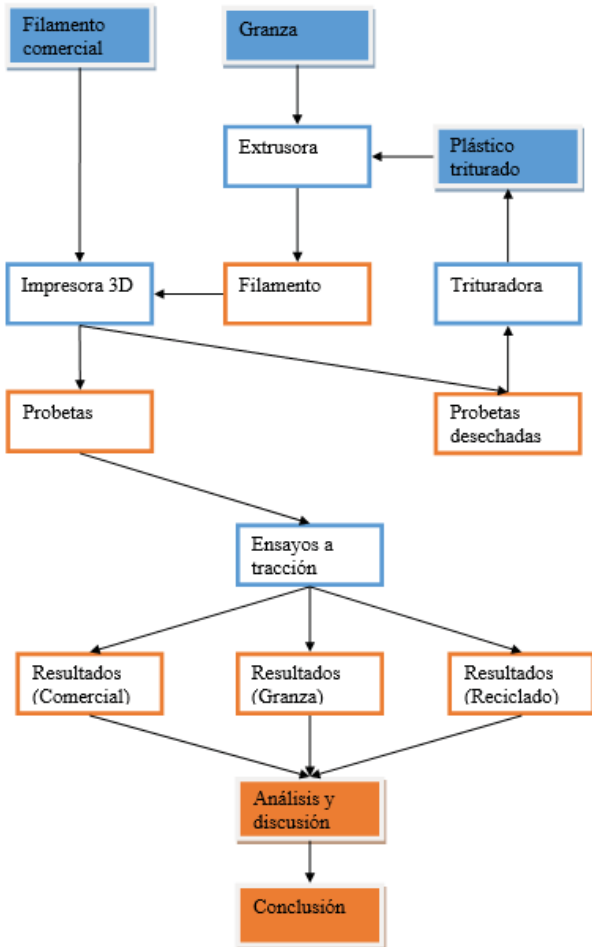 Filamento
comercial
Granza
Extrusora
Plástico
triturado
Impresora 3D
Filamento
Trituradora
Probetas
Probetas
desechadas
Ensayos a
tracción
Resultados
(Comercial)
Resultados
(Granza)
Resultados
(Reciclado)
Análisis y
discusión
Conclusión